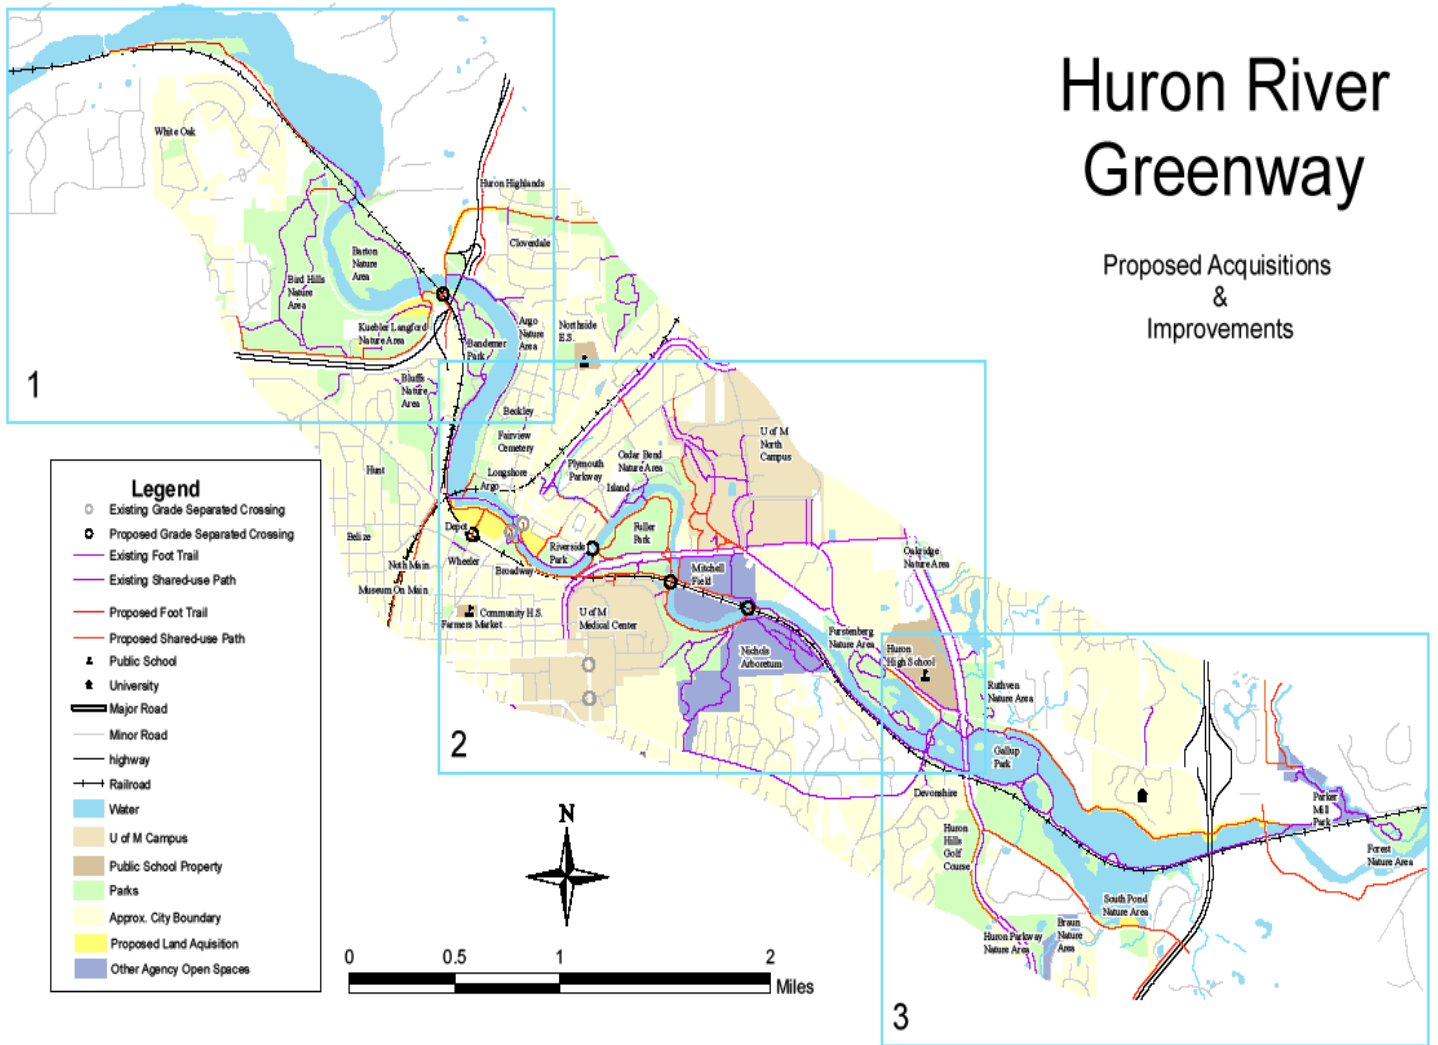 Huron River
Greenway
Proposed Acquisitions
&
Improvements
White Oak
Huron Highlands
Cloverdale
Barton
Nature
Area
Bird Hills
Nature
Area
Kuebler Langford
Nature Area
Argo
Nature
Area
Northside
E.S.
Bandemer
Park
1
Bluffs
Nature
Area
Beckley
Fairview
Cemetery
U of M
North
Campus
Hunt
Longshore
Argo
Plymouth
Parkway
Cedar Bend
Nature Area
Island
Depot
Fuller
Park
Belize
Riverside
Park
Noth Main
Wheeler
Broadway
Mitchell
Field
Oakridge
Nature Area
Museum On Main
Community H.S.
Farmers Market
U of M
Medical Center
Nichols
Arboretum
Furstenberg
Nature Area
Huron
High School
Ruthven
Nature Area
2
Gallup
Park
Devonshire
Parker
Mill
Park
Forest
Nature Area
Huron
Hills
Golf
Course
South Pond
Nature Area
Huron Parkway
Nature Area
Braun
Nature
Area
3
Legend
Existing Grade Separated Crossing
Proposed Grade Separated Crossing
Existing Foot Trail
Existing Shared-use Path
Proposed Foot Trail
Proposed Shared-use Path
Public School
University
Major Road
Minor Road
highway
Railroad
Water
U of M Campus
Public School Property
Parks
Approx. City Boundary
Proposed Land Aquisition
Other Agency Open Spaces
N
0 0.5 1 2
Miles